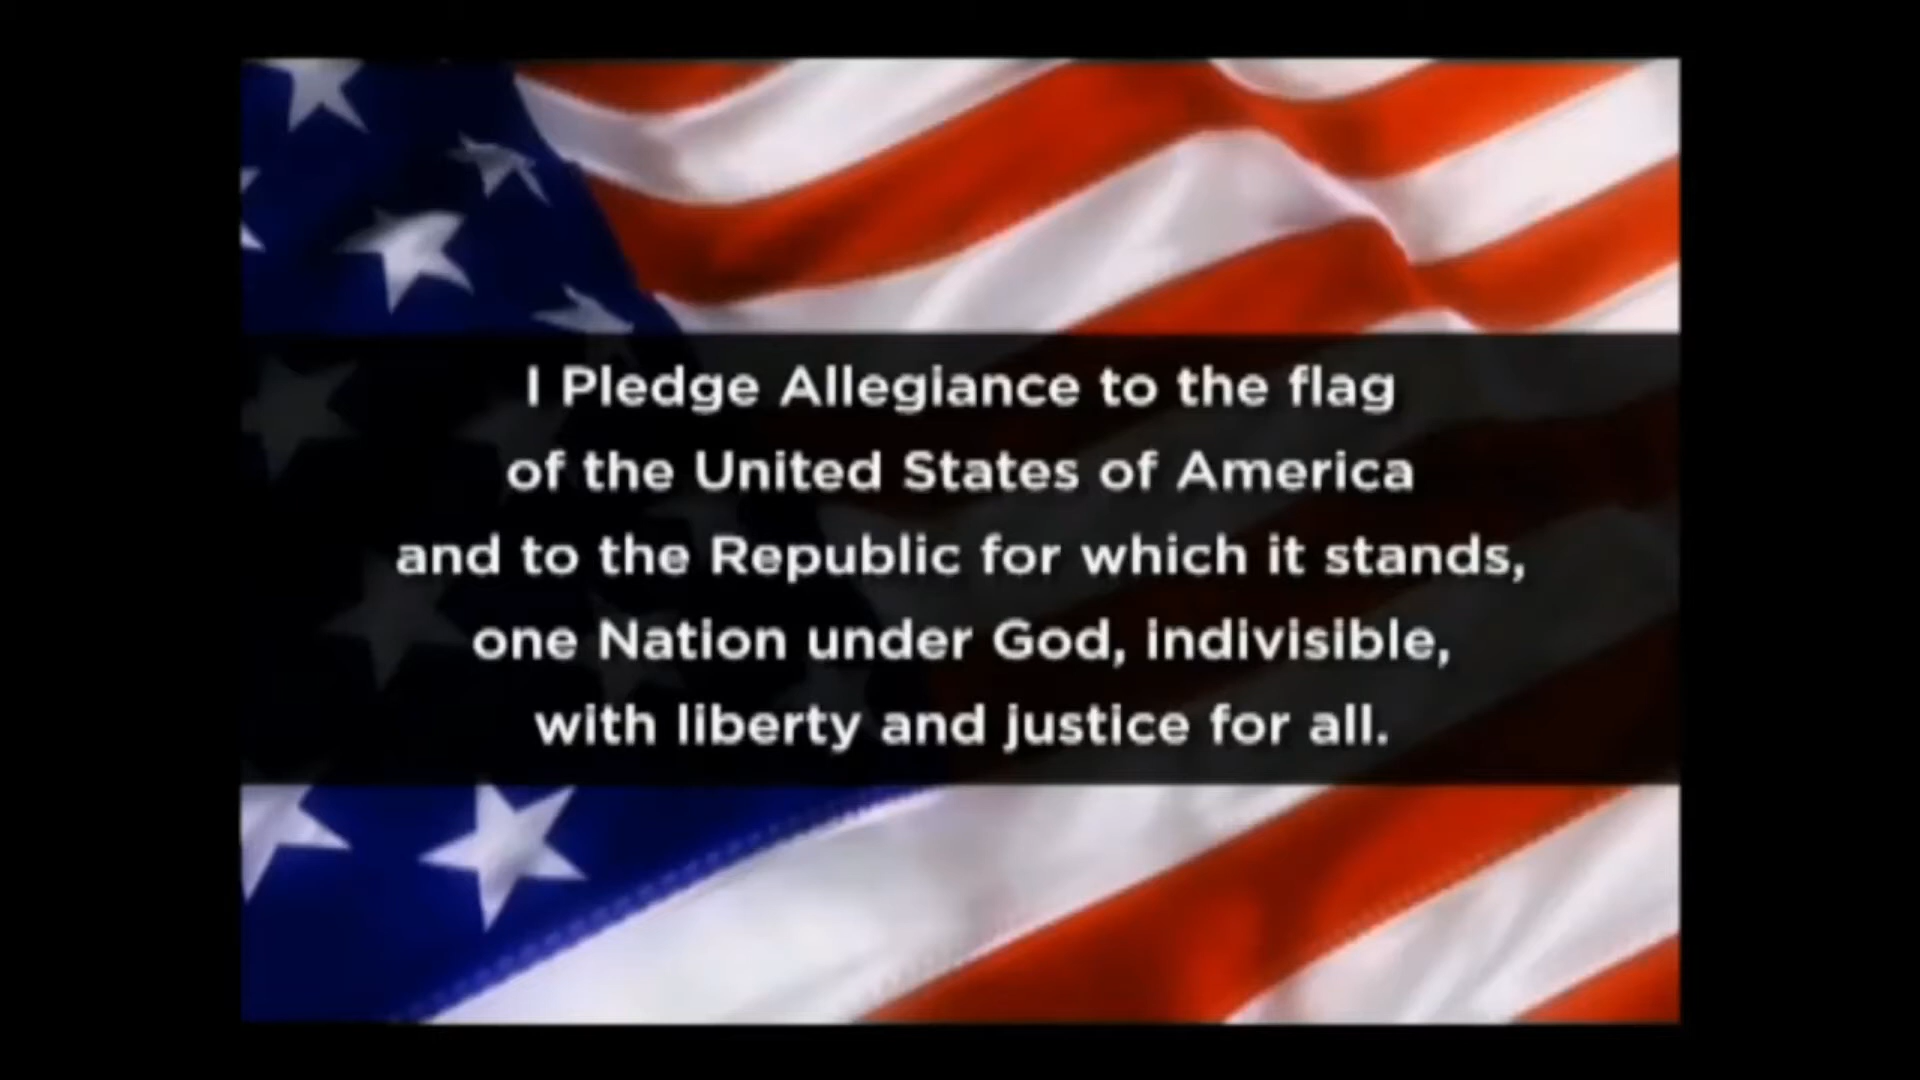 I Pledge Allegiance to the flag
of the United States of America
and to the Republic for which it stands,
one Nation under God, indivisible,
with liberty and justice for all.